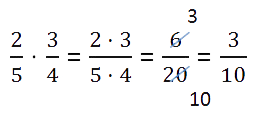 3
2/5 · 3/4 = 2 · 3/5 · 4 = 6/20 = 3/10
10